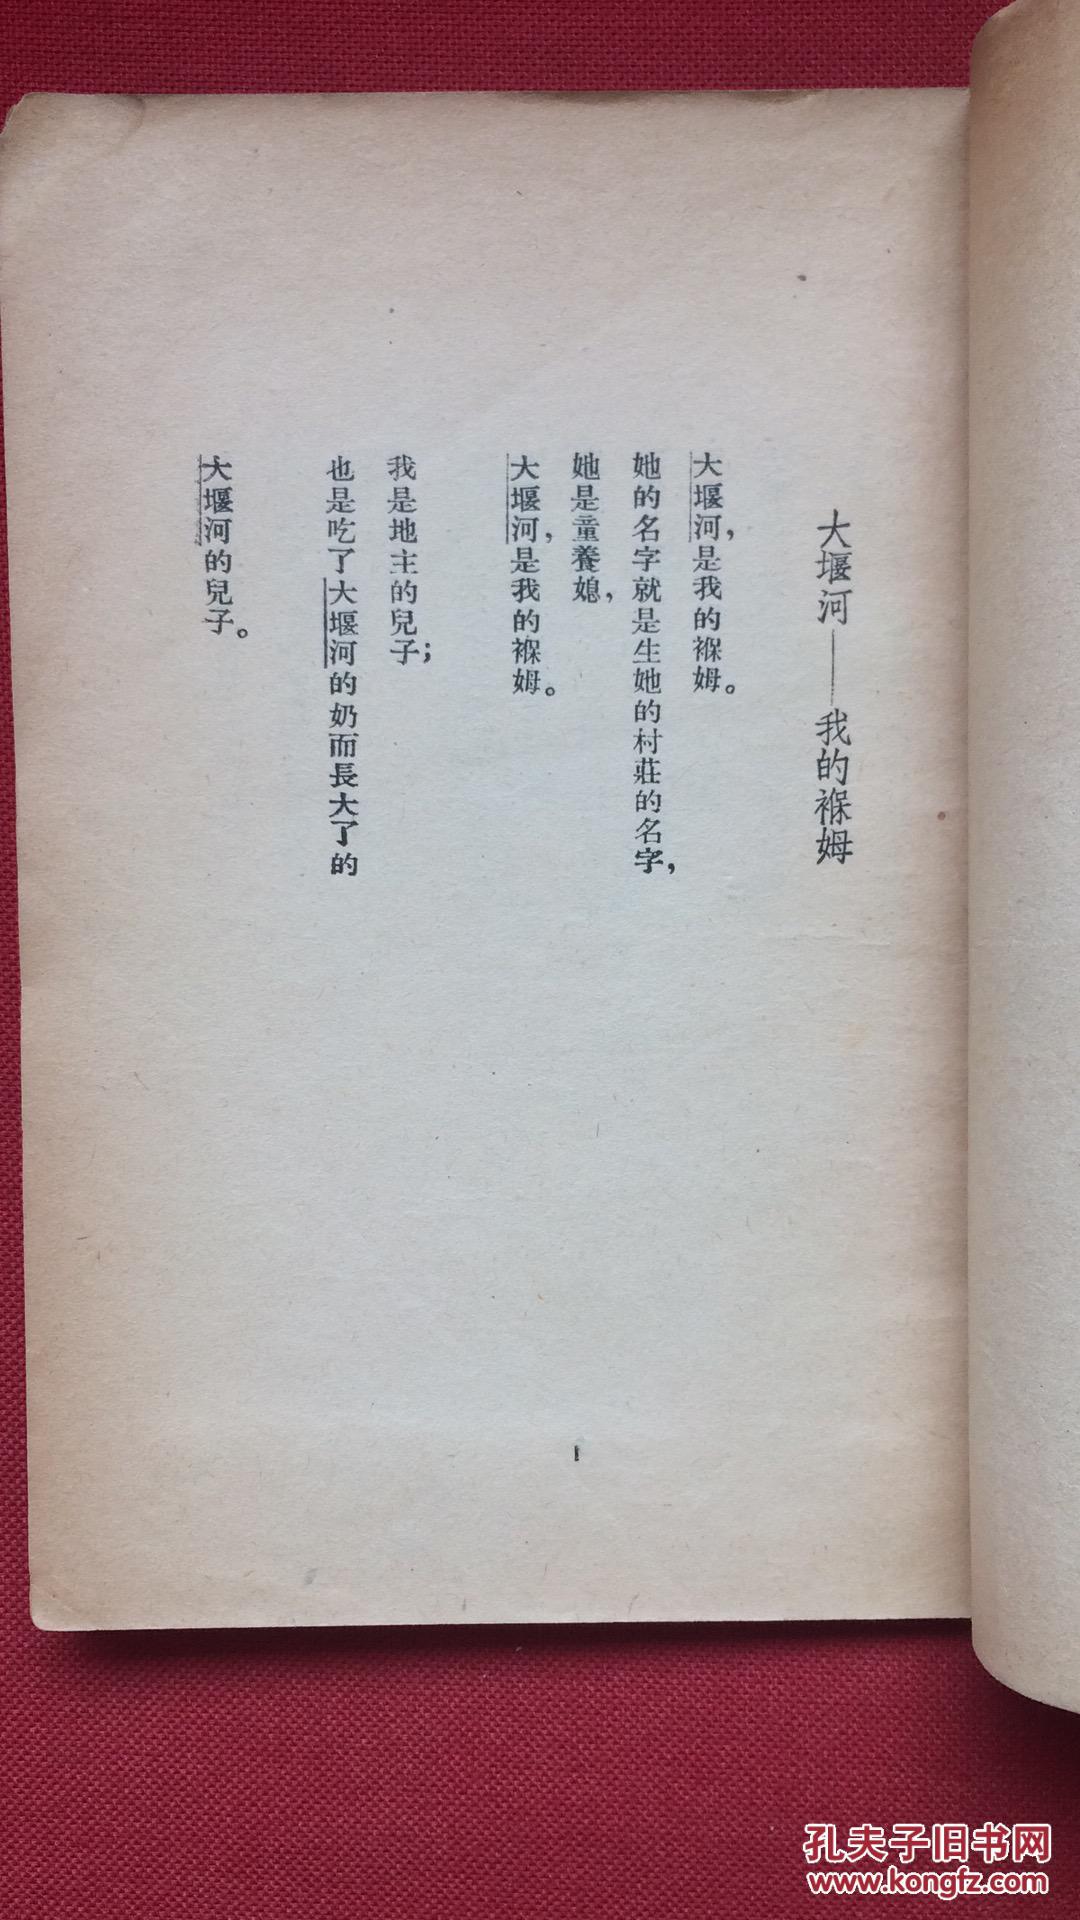 大堰河——我的褓姆
大堰河，是我的褓姆。
她的名字就是生她的村莊的名字，
她是童養媳，
大堰河，是我的褓姆。
我是地主的兒子；
也是吃了大堰河的奶而長大了的
大堰河的兒子。
1
孔夫子旧书网
www.kongfz.com